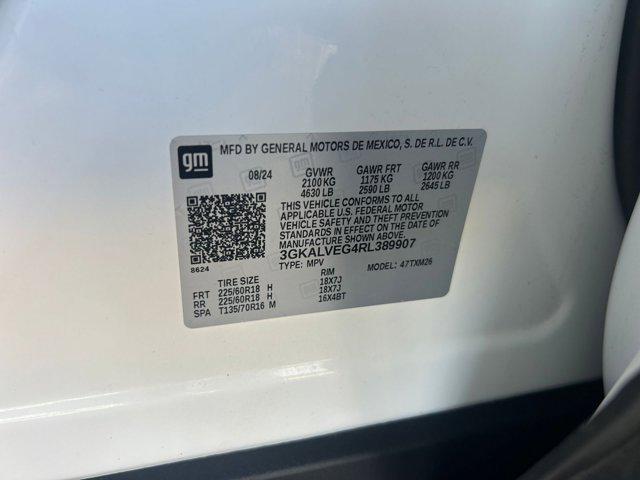 gm
MFD BY GENERAL MOTORS DE MEXICO, S. DE R.L. DE C.V.
08/24 GVWR GAWR FRT GAWR RR
2100 KG 1175 KG 1200 KG
4630 LB 2590 LB 2645 LB
THIS VEHICLE CONFORMS TO ALL
APPLICABLE U.S. FEDERAL MOTOR
VEHICLE SAFETY AND THEFT PREVENTION
STANDARDS IN EFFECT ON THE DATE OF
MANUFACTURE SHOWN ABOVE.
3GKALVEG4RL389907
8624
TYPE: MPV MODEL: 47TXM26
TIRE SIZE RIM
FRT 225/60R18 H 18X7J
RR 225/60R18 H 18X7J
SPA T135/70R16 M 16X4BT